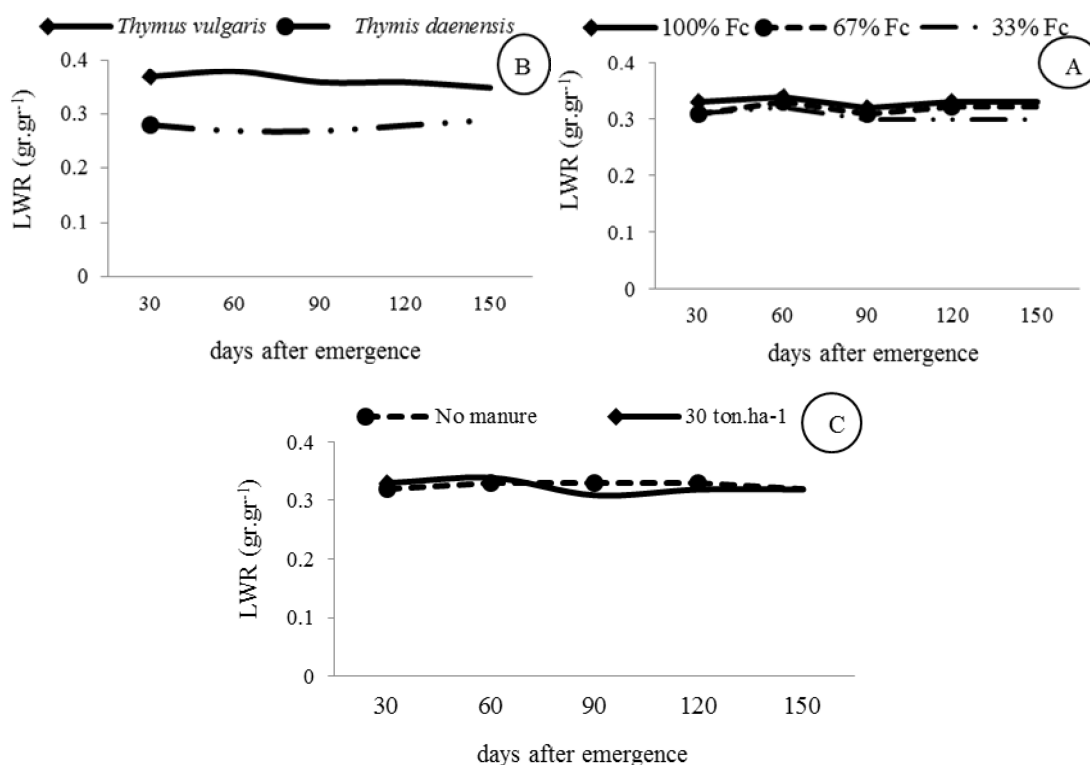 Thymus vulgaris Thymis daenensis
B
LWR (gr.gr⁻¹)
0.4
0.3
0.2
0.1
0
30 60 90 120 150
days after emergence
100% Fc 67% Fc 33% Fc
A
LWR (gr.gr⁻¹)
0.4
0.3
0.2
0.1
0
30 60 90 120 150
days after emergence
No manure 30 ton.ha-1
C
LWR (gr.gr⁻¹)
0.4
0.3
0.2
0.1
0
30 60 90 120 150
days after emergence